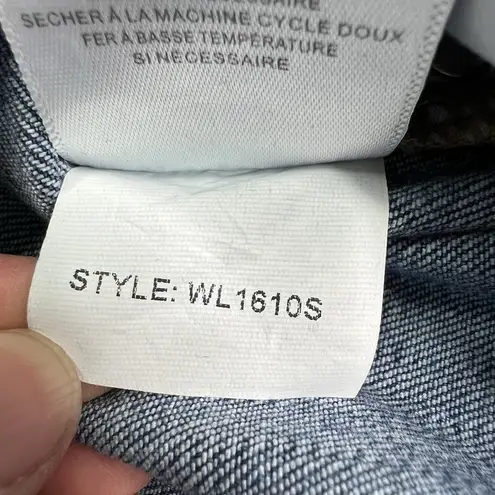 SECHER À LA MACHINE CYCLE DOUX
FER À BASSE TEMPÉRATURE
SI NÉCESSAIRE
STYLE: WL1610S